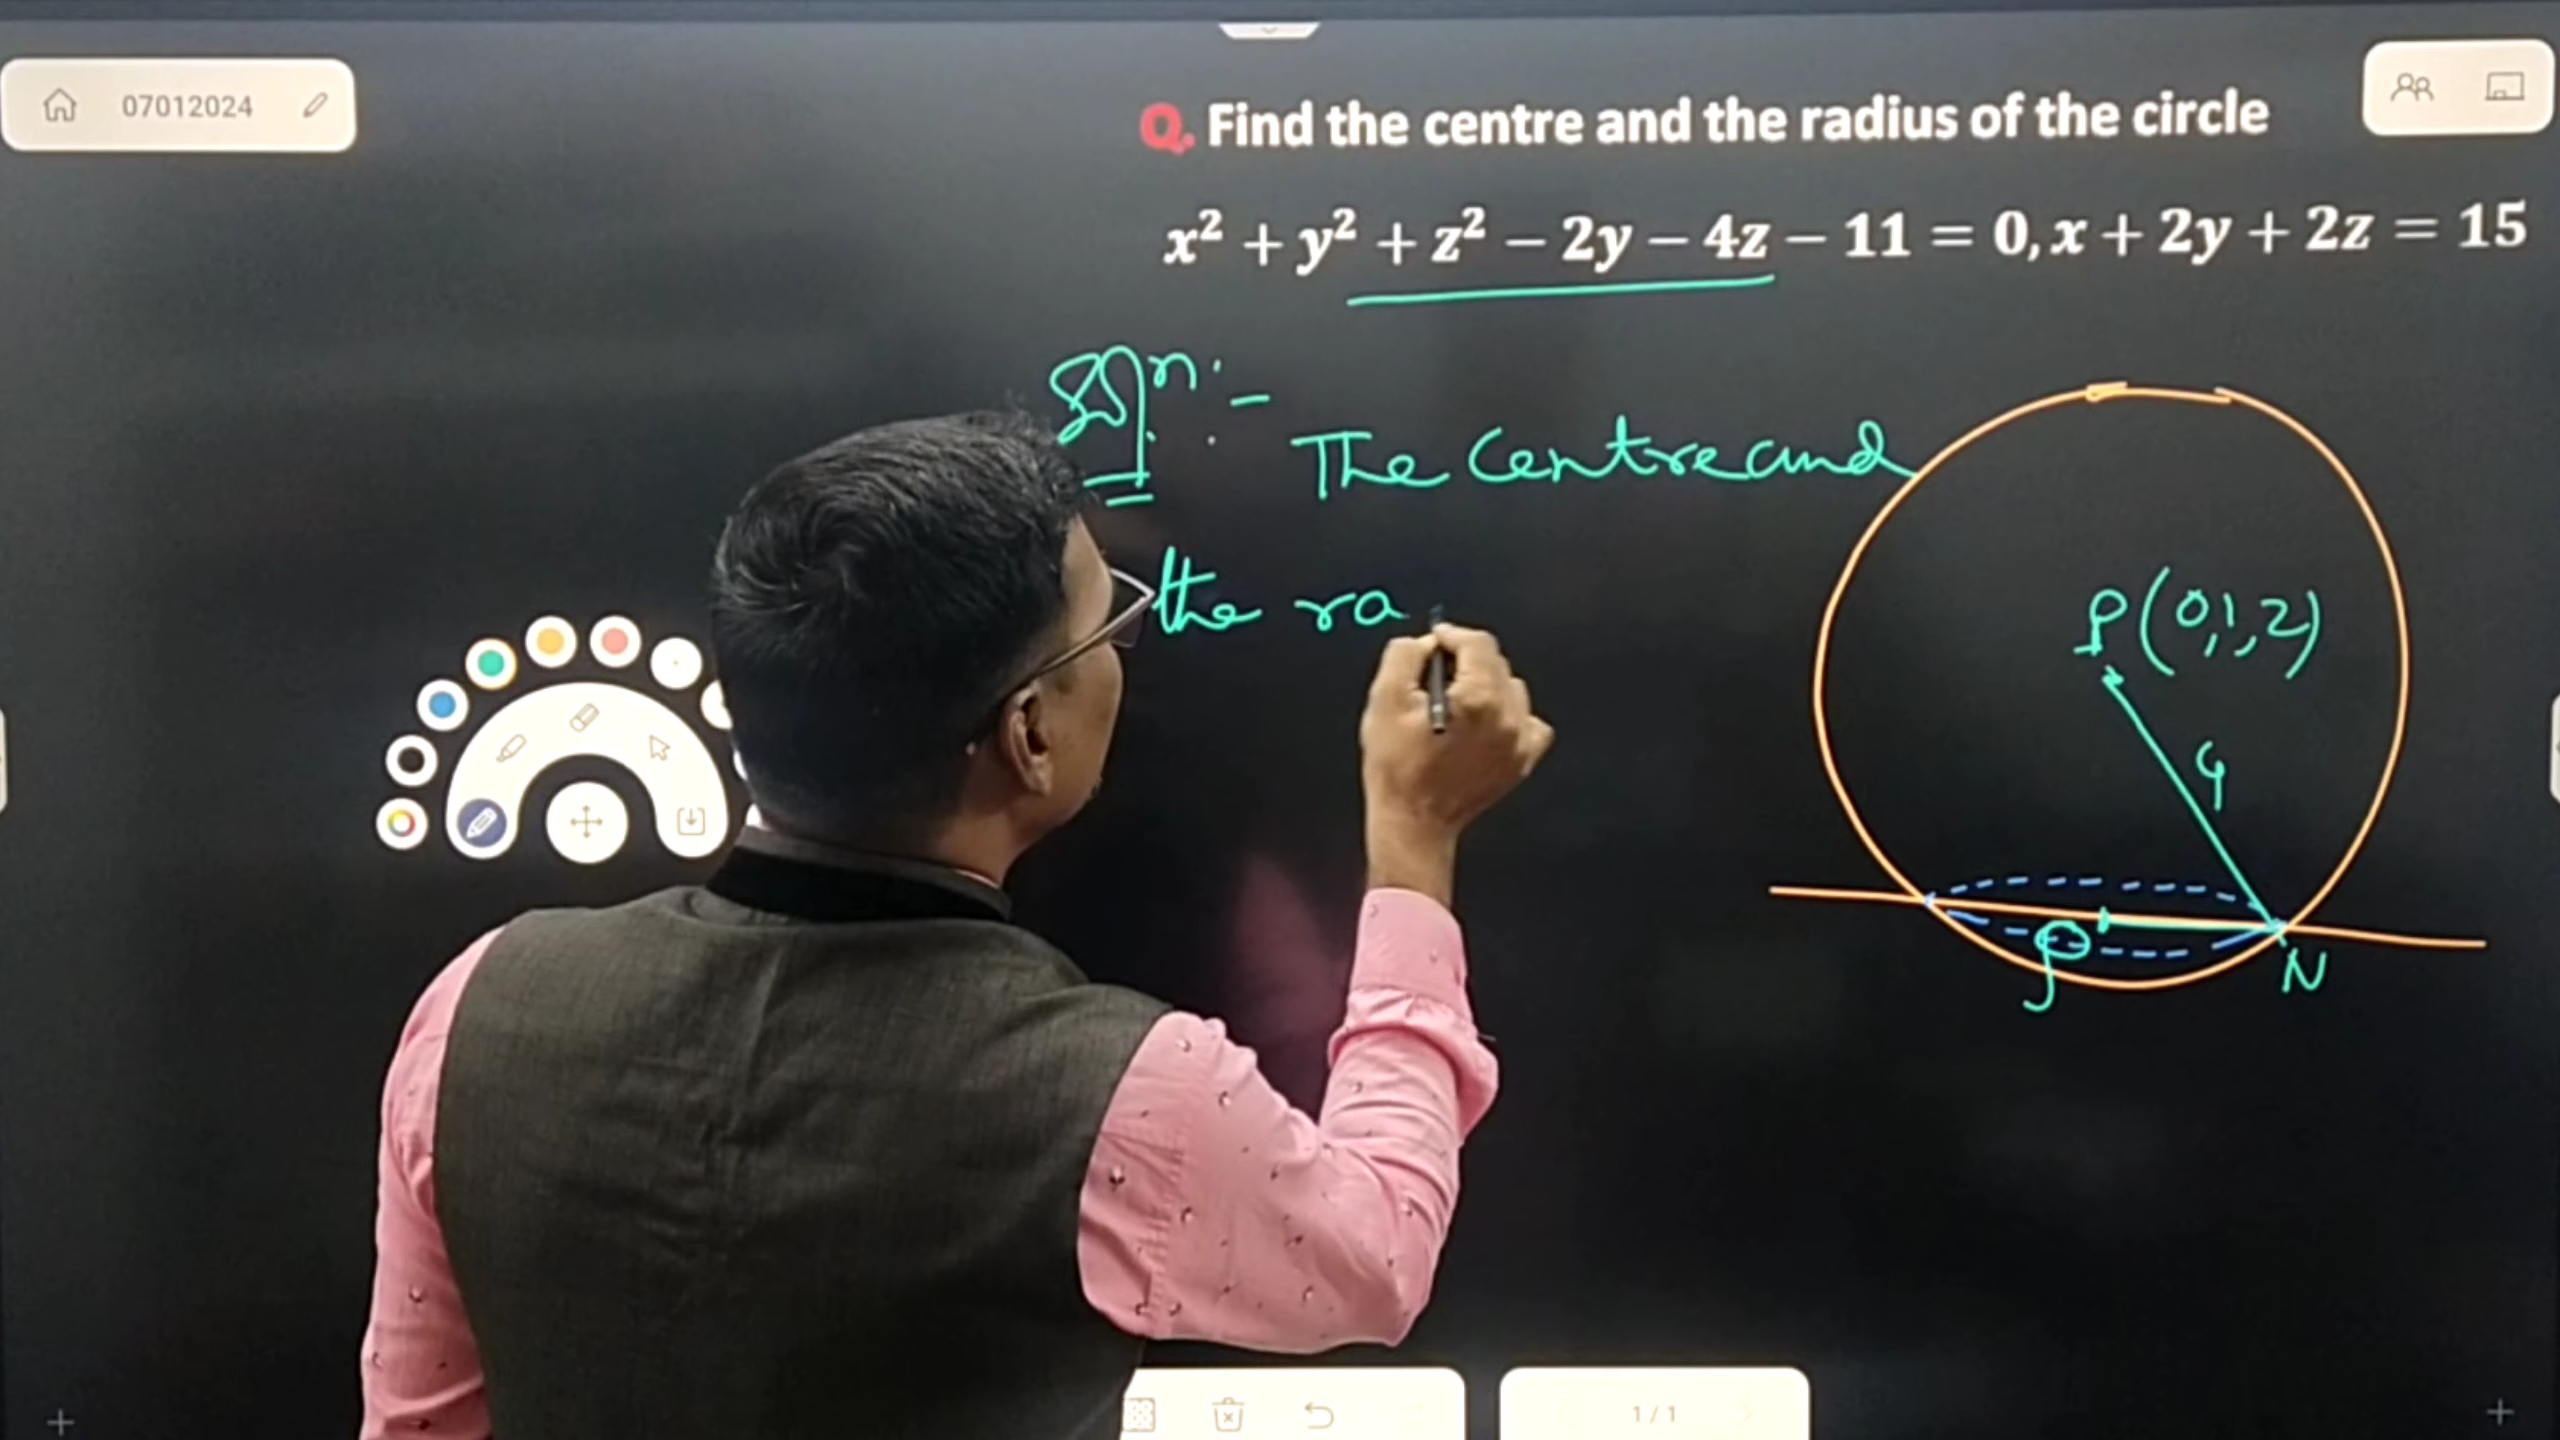 07012024
Q. Find the centre and the radius of the circle
x² + y² + z² − 2y − 4z − 11 = 0, x + 2y + 2z = 15
Solⁿ:-
The Centre and
the ra
P(0,1,2)
4
P
N
1/1